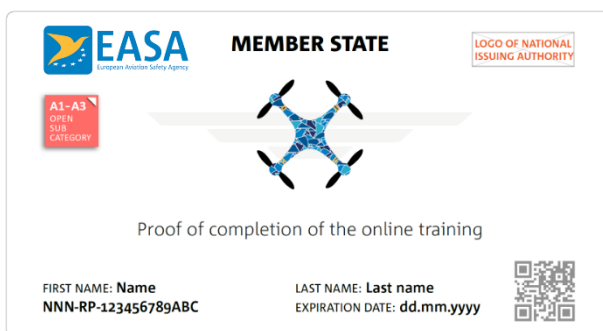 EASA
European Aviation Safety Agency
MEMBER STATE
LOGO OF NATIONAL
ISSUING AUTHORITY
A1-A3
OPEN
SUB
CATEGORY
Proof of completion of the online training
FIRST NAME: Name
LAST NAME: Last name
NNN-RP-123456789ABC
EXPIRATION DATE: dd.mm.yyyy